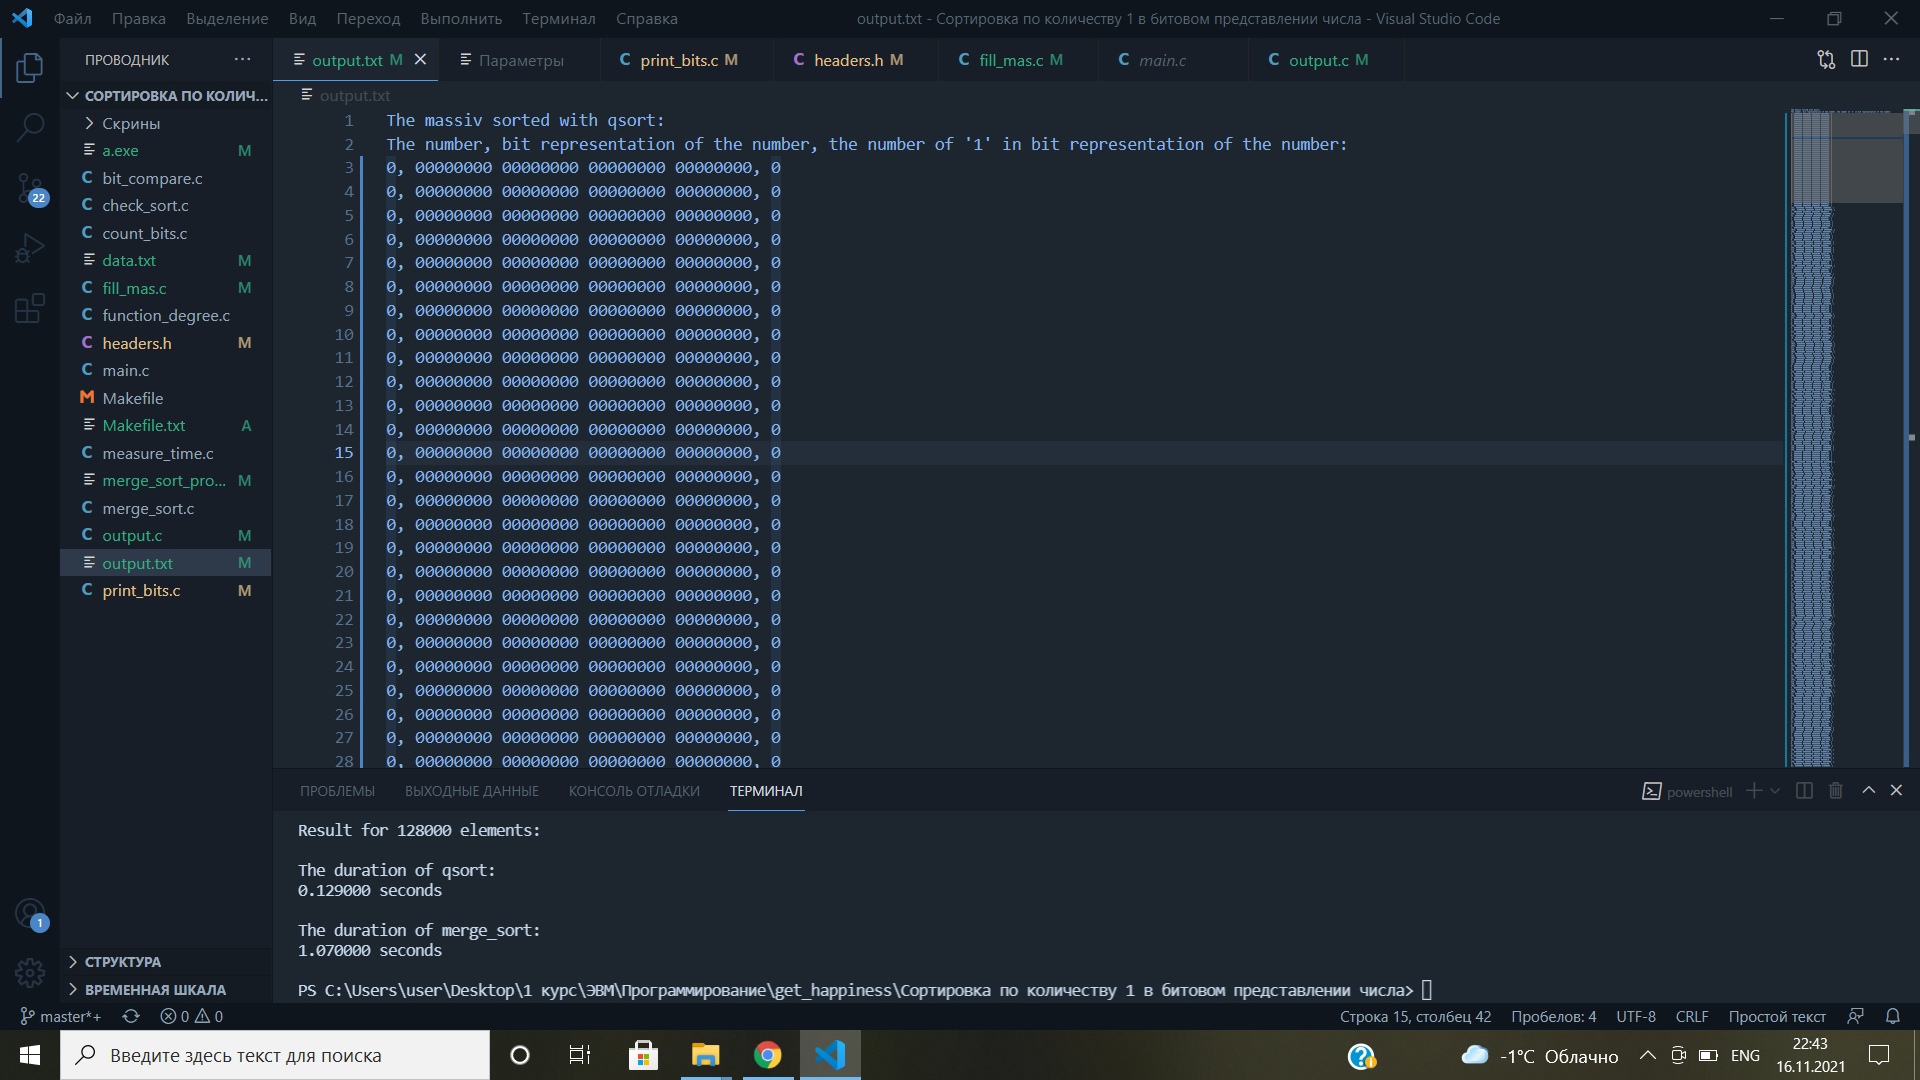 Файл Правка Выделение Вид Переход Выполнить Терминал Справка output.txt - Сортировка по количеству 1 в битовом представлении числа - Visual Studio Code
ПРОВОДНИК ...
output.txt M Параметры C print_bits.c M C headers.h M C fill_mas.c M C main.c C output.c M
СОРТИРОВКА ПО КОЛИЧ...
Скрины
a.exe M
C bit_compare.c
C check_sort.c
C count_bits.c
data.txt M
C fill_mas.c M
C function_degree.c
C headers.h M
C main.c
M Makefile
Makefile.txt A
C measure_time.c
merge_sort_pro... M
C merge_sort.c
C output.c M
output.txt M
C print_bits.c M
СТРУКТУРА
ВРЕМЕННАЯ ШКАЛА
22
1
output.txt
1 The massiv sorted with qsort:
2 The number, bit representation of the number, the number of '1' in bit representation of the number:
3 0, 00000000 00000000 00000000 00000000, 0
4 0, 00000000 00000000 00000000 00000000, 0
5 0, 00000000 00000000 00000000 00000000, 0
6 0, 00000000 00000000 00000000 00000000, 0
7 0, 00000000 00000000 00000000 00000000, 0
8 0, 00000000 00000000 00000000 00000000, 0
9 0, 00000000 00000000 00000000 00000000, 0
10 0, 00000000 00000000 00000000 00000000, 0
11 0, 00000000 00000000 00000000 00000000, 0
12 0, 00000000 00000000 00000000 00000000, 0
13 0, 00000000 00000000 00000000 00000000, 0
14 0, 00000000 00000000 00000000 00000000, 0
15 0, 00000000 00000000 00000000 00000000, 0
16 0, 00000000 00000000 00000000 00000000, 0
17 0, 00000000 00000000 00000000 00000000, 0
18 0, 00000000 00000000 00000000 00000000, 0
19 0, 00000000 00000000 00000000 00000000, 0
20 0, 00000000 00000000 00000000 00000000, 0
21 0, 00000000 00000000 00000000 00000000, 0
22 0, 00000000 00000000 00000000 00000000, 0
23 0, 00000000 00000000 00000000 00000000, 0
24 0, 00000000 00000000 00000000 00000000, 0
25 0, 00000000 00000000 00000000 00000000, 0
26 0, 00000000 00000000 00000000 00000000, 0
27 0, 00000000 00000000 00000000 00000000, 0
28 0, 00000000 00000000 00000000 00000000, 0
ПРОБЛЕМЫ ВЫХОДНЫЕ ДАННЫЕ КОНСОЛЬ ОТЛАДКИ ТЕРМИНАЛ powershell
Result for 128000 elements:
The duration of qsort:
0.129000 seconds
The duration of merge_sort:
1.070000 seconds
PS C:\Users\user\Desktop\1 курс\ЭВМ\Программирование\get_happiness\Сортировка по количеству 1 в битовом представлении числа>
master*+ 0 0 Строка 15, столбец 42 Пробелов: 4 UTF-8 CRLF Простой текст
Введите здесь текст для поиска -1°C Облачно ENG 22:43
16.11.2021